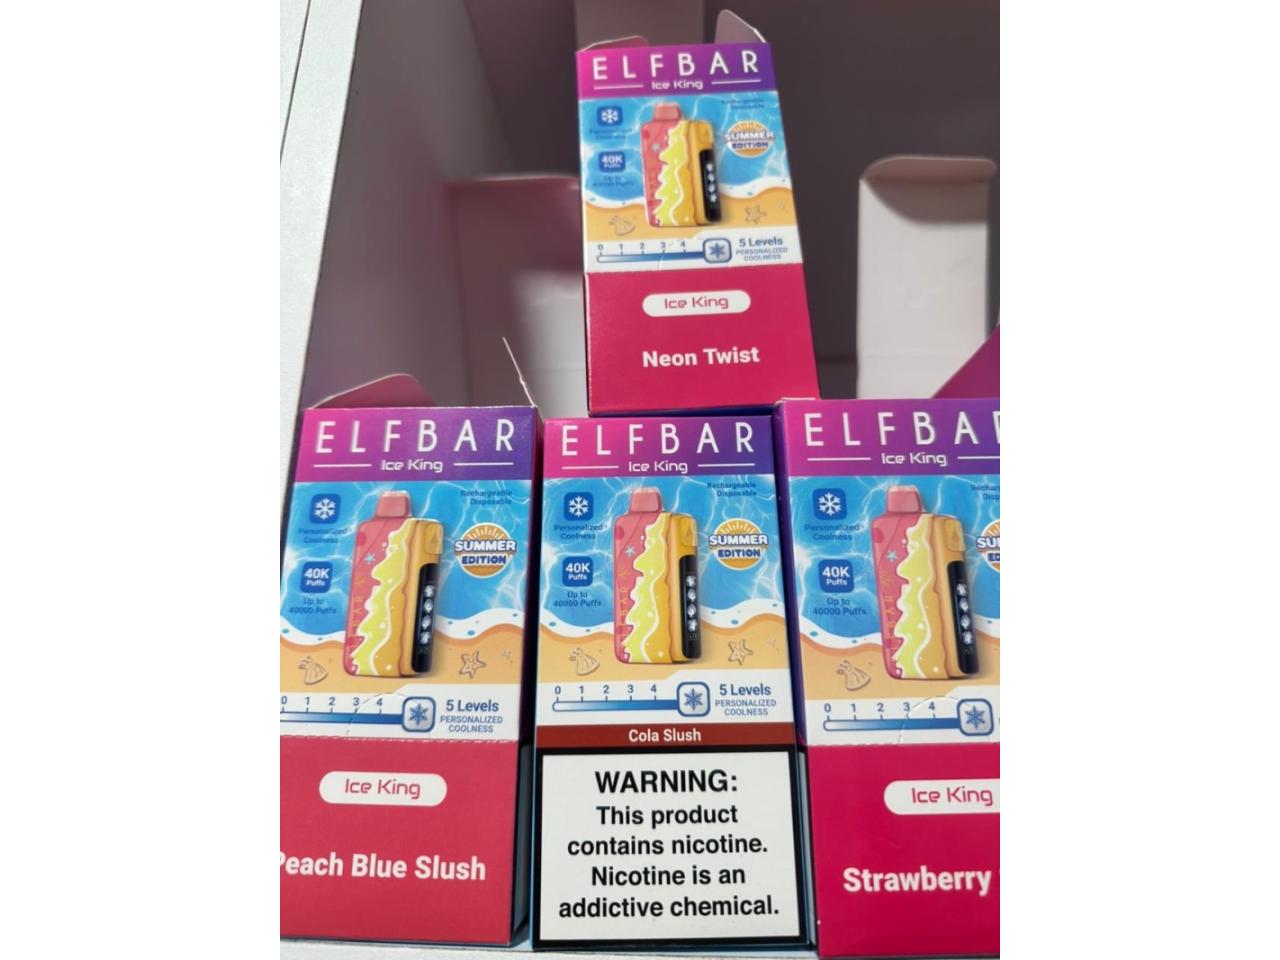 ELFBAR
Ice King
Rechargeable
Disposable
Personalized
Coolness
SUMMER
EDITION
40K
Puffs
Up to
40000 Puffs
0 1 2 3 4
5 Levels
PERSONALIZED
COOLNESS
Ice King
Neon Twist
ELFBAR
Ice King
Rechargeable
Disposable
Personalized
Coolness
SUMMER
EDITION
40K
Puffs
Up to
40000 Puffs
ELFBAR
0 1 2 3 4
5 Levels
PERSONALIZED
COOLNESS
Ice King
Peach Blue Slush
ELFBAR
Ice King
Rechargeable
Disposable
Personalized
Coolness
SUMMER
EDITION
40K
Puffs
Up to
40000 Puffs
ELFBAR
0 1 2 3 4
5 Levels
PERSONALIZED
COOLNESS
Cola Slush
WARNING:
This product
contains nicotine.
Nicotine is an
addictive chemical.
ELFBA
Ice King
Personalized
Coolness
40K
Puffs
Up to
40000 Puffs
0 1 2 3 4
Ice King
Strawberry